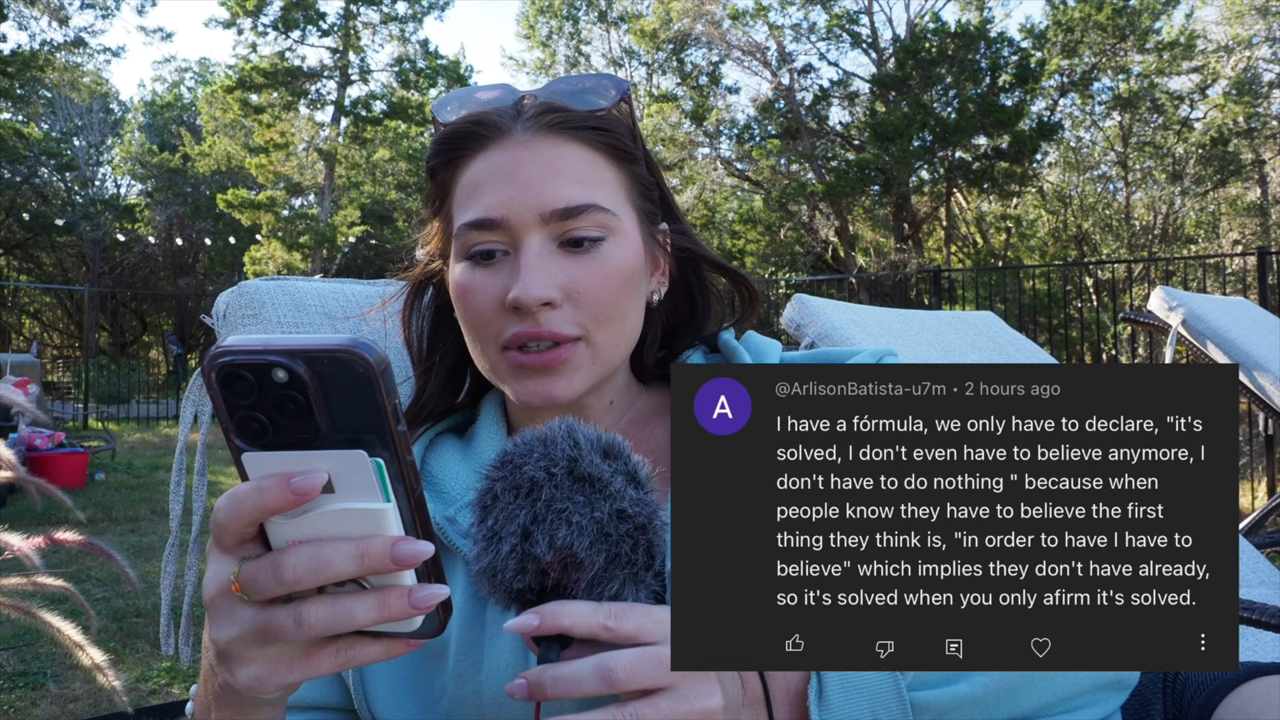 A
@ArlisonBatista-u7m • 2 hours ago
I have a fórmula, we only have to declare, "it's
solved, I don't even have to believe anymore, I
don't have to do nothing " because when
people know they have to believe the first
thing they think is, "in order to have I have to
believe" which implies they don't have already,
so it's solved when you only afirm it's solved.